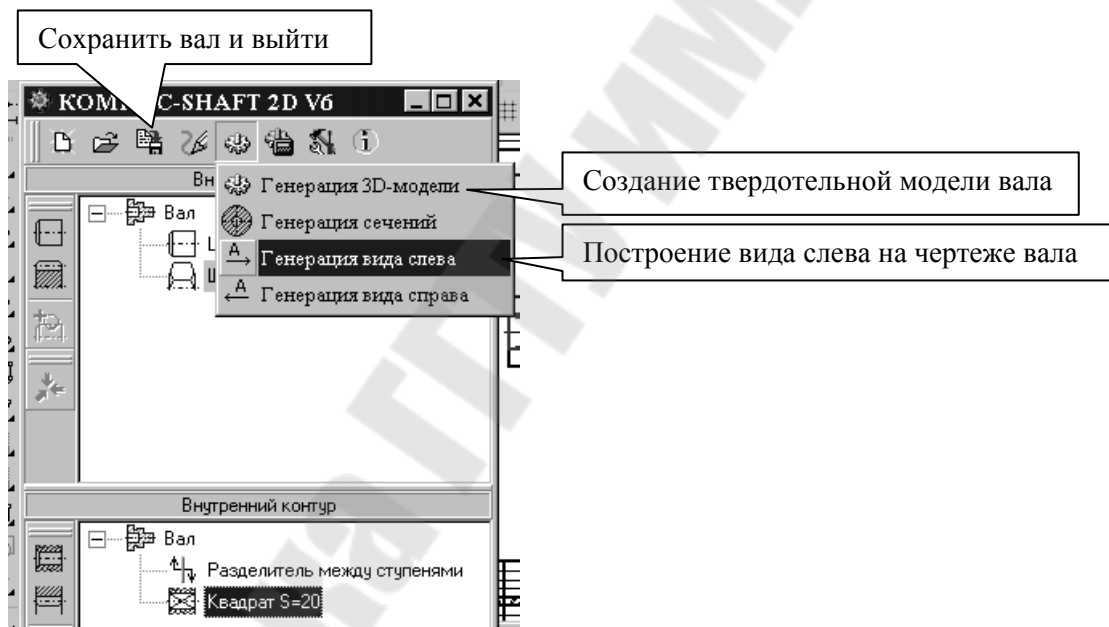 Сохранить вал и выйти
C-SHAFT 2D V6
Генерация 3D-модели
Создание твердотельной модели вала
Вал
Генерация сечений
Генерация вида слева
Построение вида слева на чертеже вала
Генерация вида справа
Внутренний контур
Вал
Разделитель между ступенями
Квадрат S=20